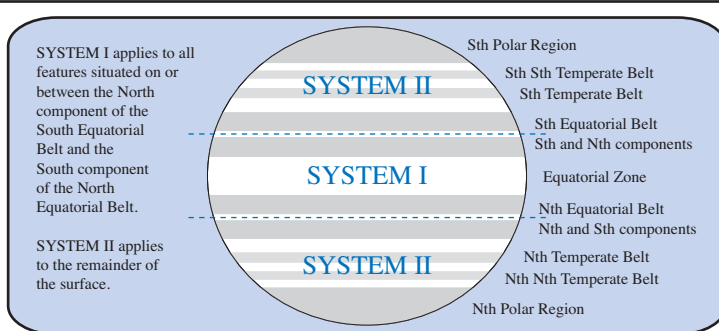 SYSTEM I applies to all
features situated on or
between the North
component of the
South Equatorial
Belt and the
South component
of the North
Equatorial Belt.
SYSTEM II applies
to the remainder of
the surface.
SYSTEM II
SYSTEM I
SYSTEM II
Sth Polar Region
Sth Sth Temperate Belt
Sth Temperate Belt
Sth Equatorial Belt
Sth and Nth components
Equatorial Zone
Nth Equatorial Belt
Nth and Sth components
Nth Temperate Belt
Nth Nth Temperate Belt
Nth Polar Region